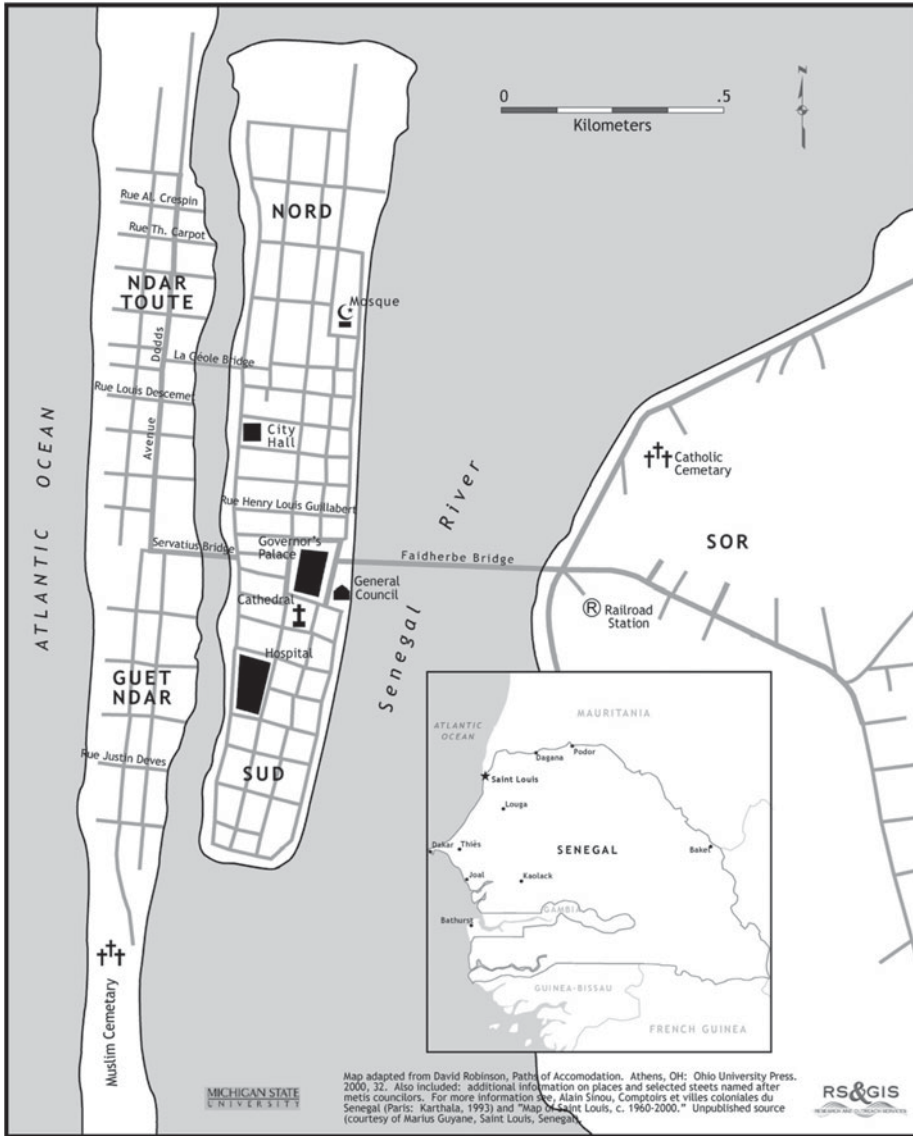 0 .5
Kilometers
N
Rue Al. Crespin
Rue Th. Carpot
NORD
NDAR
TOUTE
Mosque
Dodds
La Géole Bridge
Rue Louis Descemet
Avenue
City
Hall
ATLANTIC OCEAN
Catholic
Cemetary
Rue Henry Louis Guillabert
Senegal River
SOR
Servatius Bridge
Governor's
Palace
Faidherbe Bridge
General
Council
Cathedral
R Railroad
Station
Hospital
GUET
NDAR
Rue Justin Deves
SUD
Muslim Cemetary
MAURITANIA
ATLANTIC
OCEAN
Dagana
Podor
Saint Louis
Louga
Dakar
Thiés
SENEGAL
Bakel
Joal
Kaolack
GAMBIA
Bathurst
GUINEA-BISSAU
FRENCH GUINEA
Map adapted from David Robinson, Paths of Accomodation. Athens, OH: Ohio University Press.
2000, 32. Also included: additional information on places and selected steets named after
metis councilors. For more information see, Alain Sinou, Comptoirs et villes coloniales du
Senegal (Paris: Karthala, 1993) and "Map of Saint Louis, c. 1960-2000." Unpublished source
(courtesy of Marius Guyane, Saint Louis, Senegal).
MICHIGAN STATE
UNIVERSITY
RS&GIS
RESEARCH AND OUTREACH SERVICES